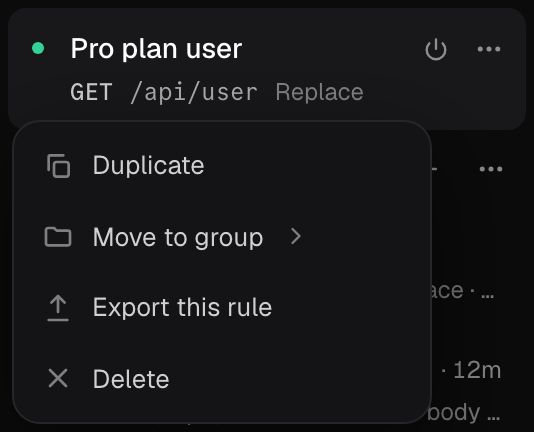 Pro plan user
GET /api/user Replace
Duplicate
Move to group
Export this rule
Delete
ace · …
· 12m
body …